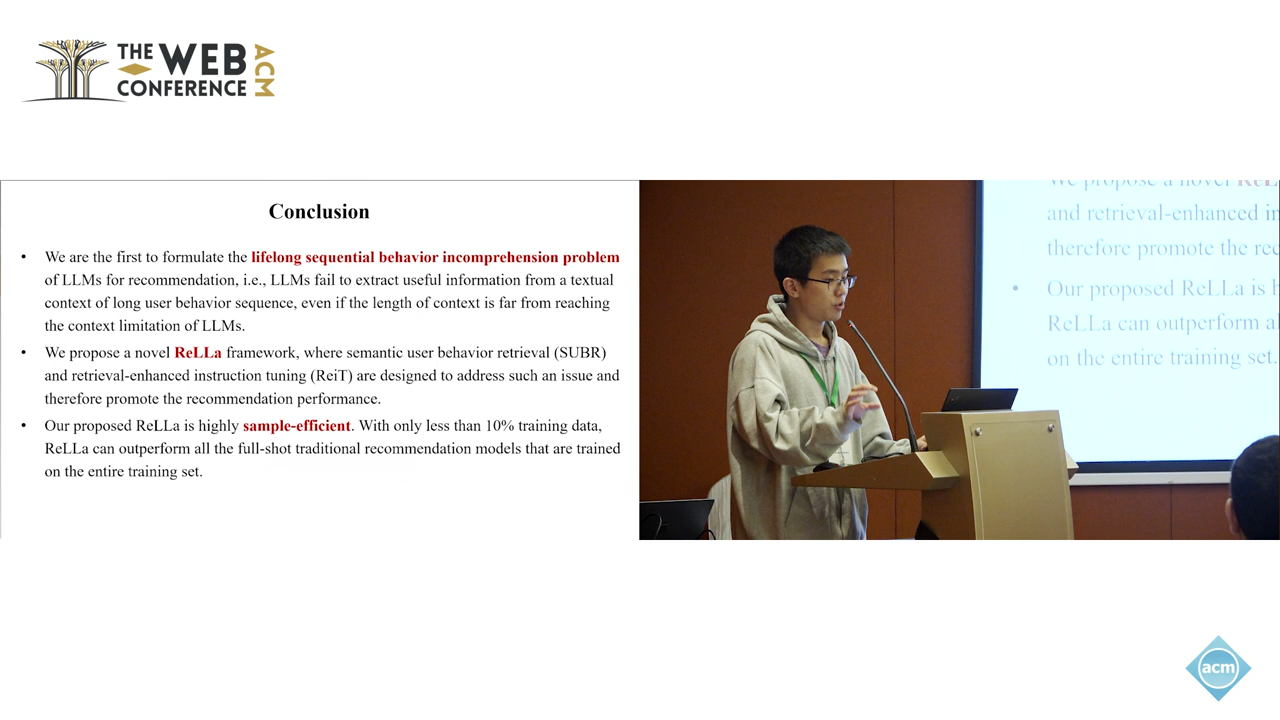 THE WEB
CONFERENCE
ACM
Conclusion
• We are the first to formulate the lifelong sequential behavior incomprehension problem
of LLMs for recommendation, i.e., LLMs fail to extract useful information from a textual
context of long user behavior sequence, even if the length of context is far from reaching
the context limitation of LLMs.
• We propose a novel ReLLa framework, where semantic user behavior retrieval (SUBR)
and retrieval-enhanced instruction tuning (ReiT) are designed to address such an issue and
therefore promote the recommendation performance.
• Our proposed ReLLa is highly sample-efficient. With only less than 10% training data,
ReLLa can outperform all the full-shot traditional recommendation models that are trained
on the entire training set.
We propose a novel ReL
and retrieval-enhanced in
therefore promote the rec
• Our proposed ReLLa is h
ReLLa can outperform al
on the entire training set.
acm